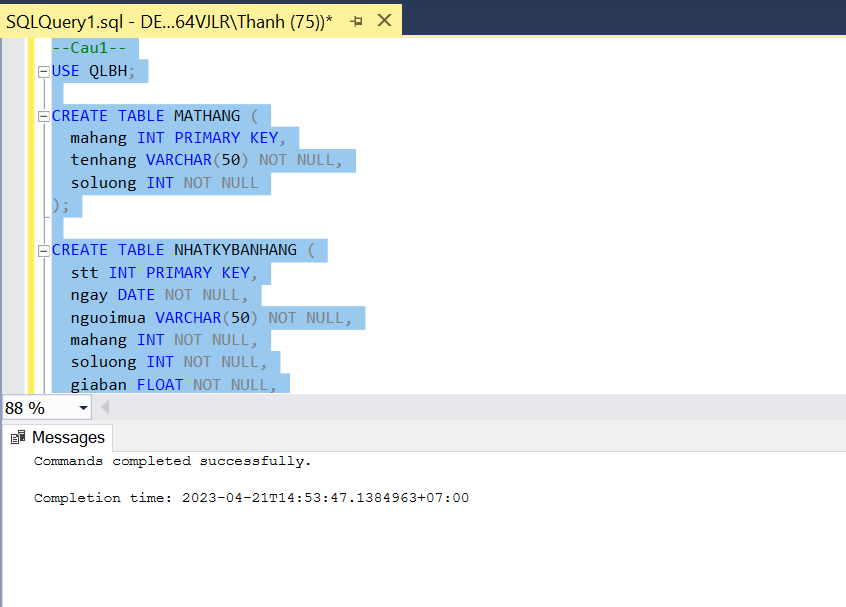 SQLQuery1.sql - DE...64VJLR\Thanh (75))*
--Cau1--
USE QLBH;
CREATE TABLE MATHANG (
mahang INT PRIMARY KEY,
tenhang VARCHAR(50) NOT NULL,
soluong INT NOT NULL
);
CREATE TABLE NHATKYBANHANG (
stt INT PRIMARY KEY,
ngay DATE NOT NULL,
nguoimua VARCHAR(50) NOT NULL,
mahang INT NOT NULL,
soluong INT NOT NULL,
giaban FLOAT NOT NULL,
88 %
Messages
Commands completed successfully.
Completion time: 2023-04-21T14:53:47.1384963+07:00